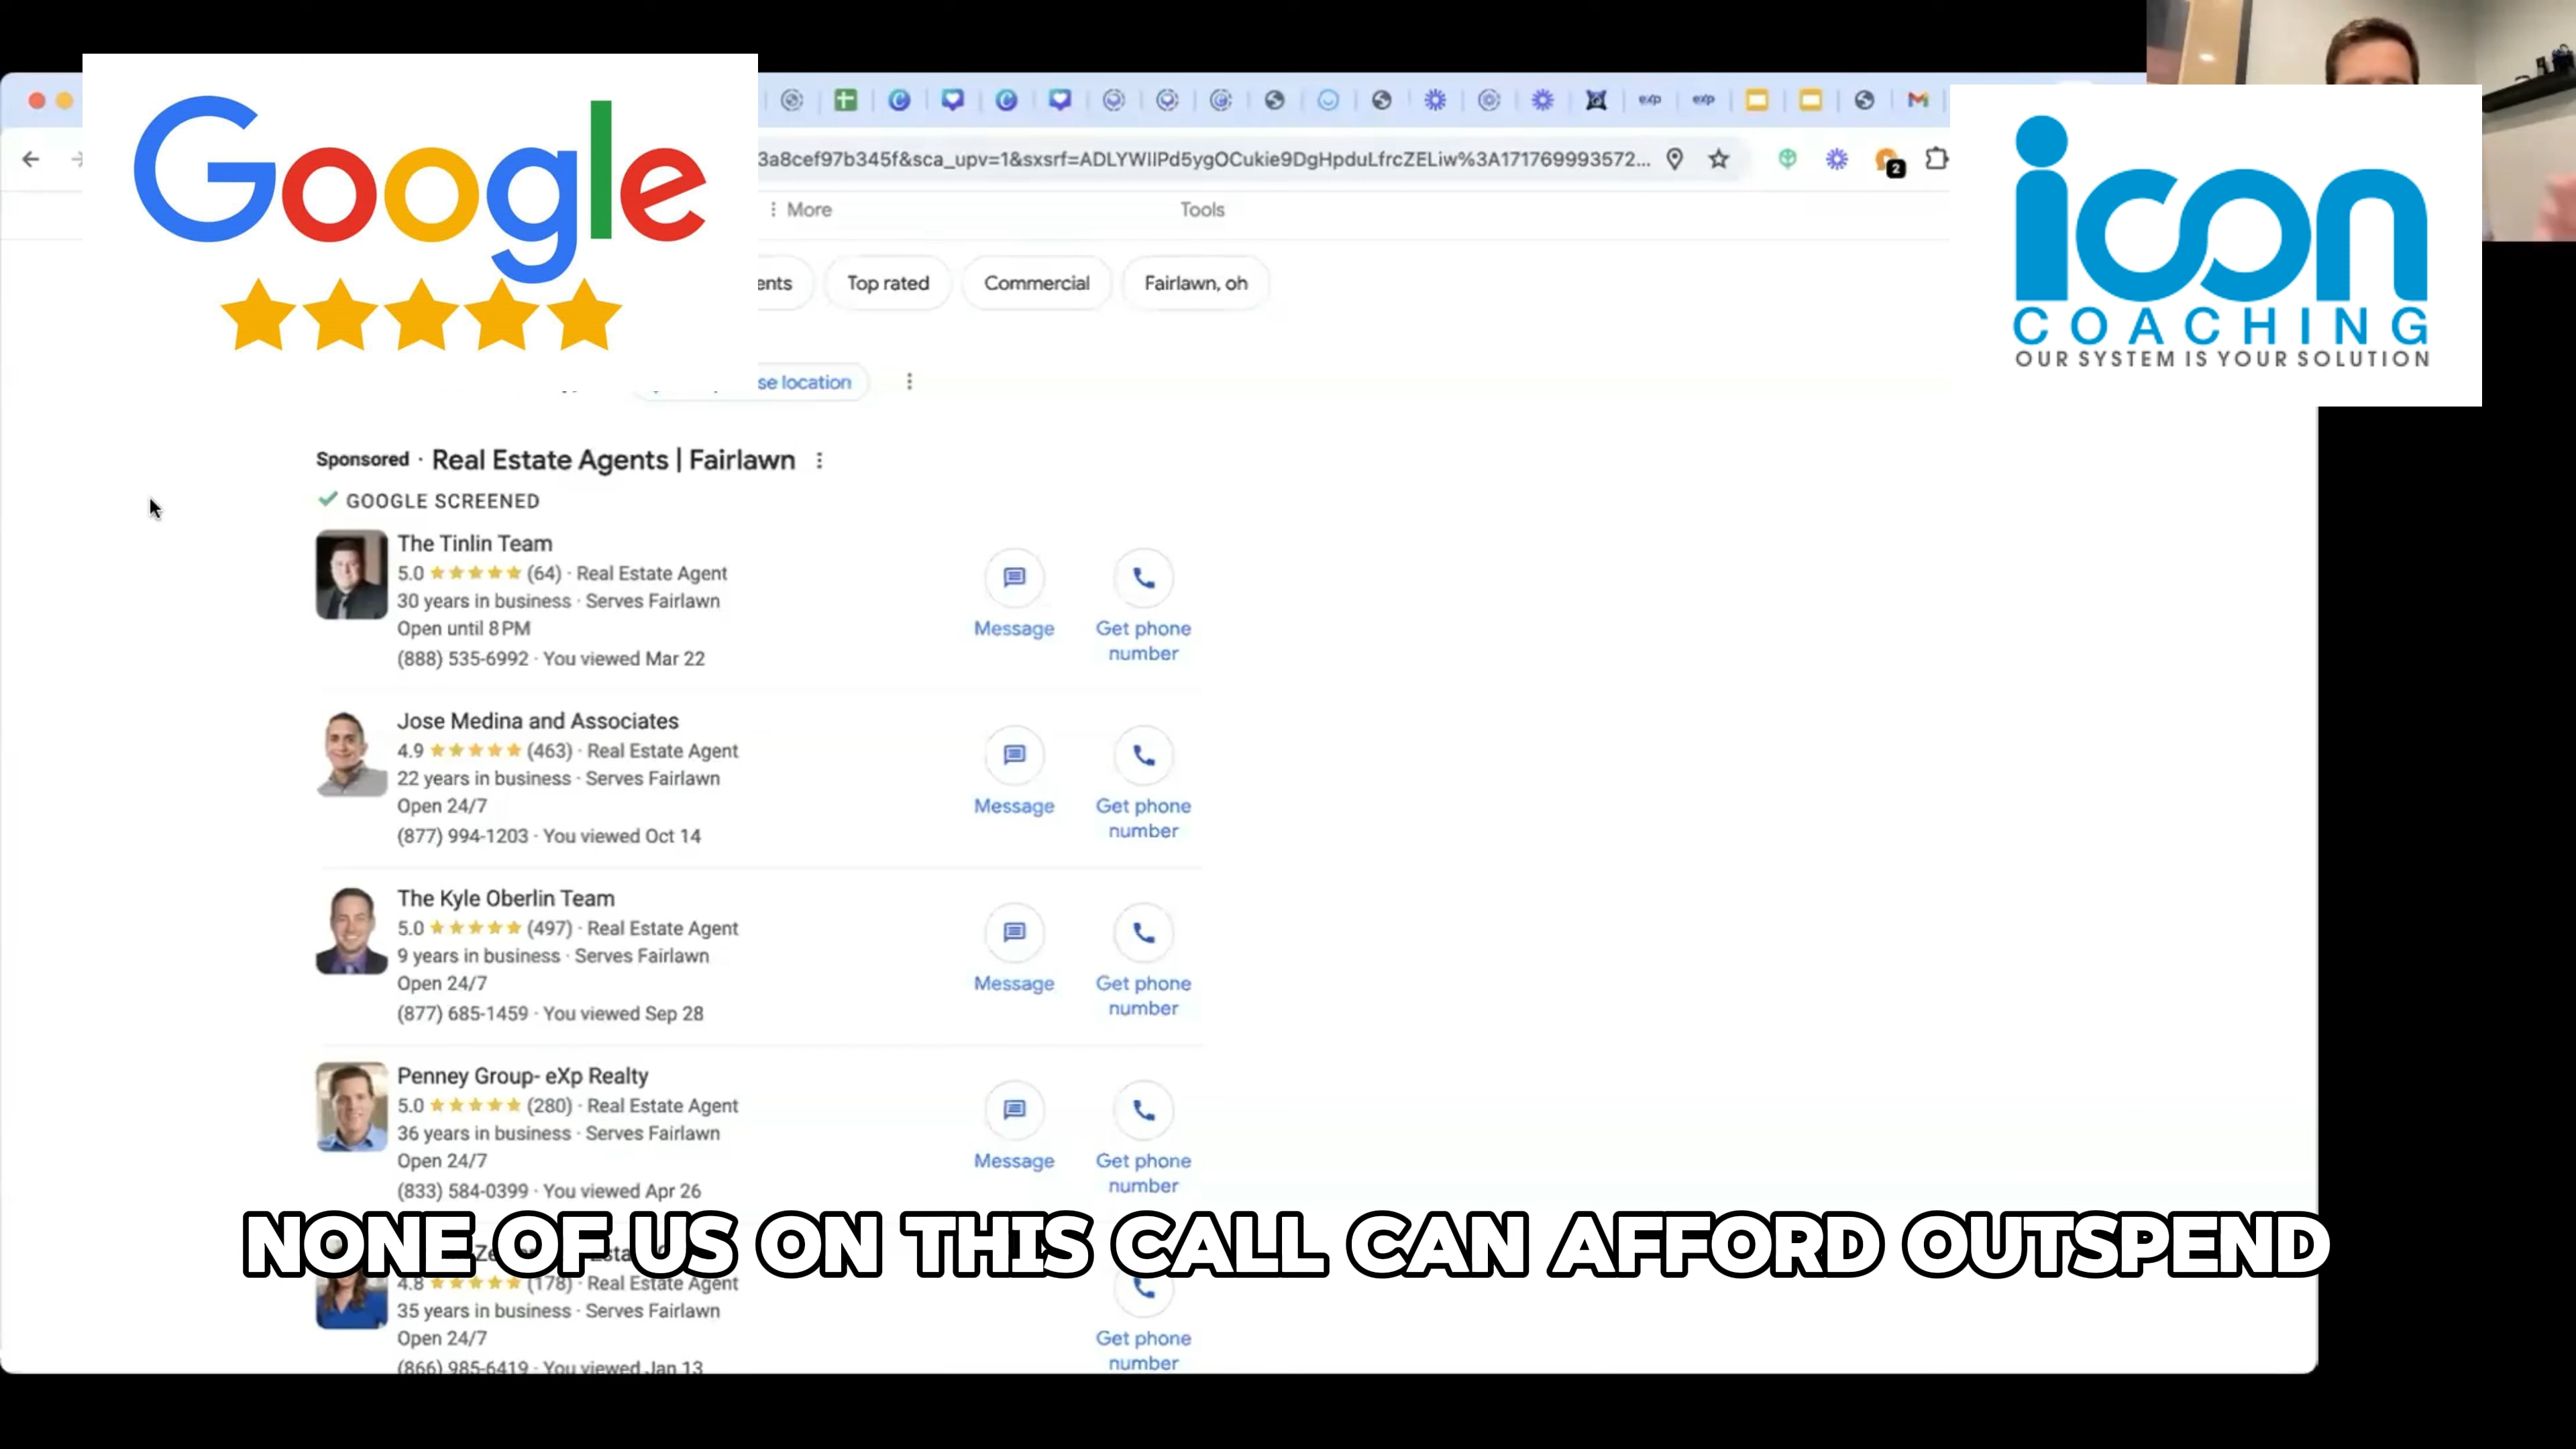 Google
exp
exp
3a8cef97b345f&sca_upv=1&sxsrf=ADLYWIIPd5ygOCukie9DgHpduLfrcZELiw%3A171769993572...
2
icon
COACHING
OUR SYSTEM IS YOUR SOLUTION
More
Tools
ents
Top rated
Commercial
Fairlawn, oh
se location
Sponsored · Real Estate Agents | Fairlawn
GOOGLE SCREENED
The Tinlin Team
5.0 (64) · Real Estate Agent
30 years in business · Serves Fairlawn
Open until 8 PM
(888) 535-6992 · You viewed Mar 22
Message
Get phone
number
Jose Medina and Associates
4.9 (463) · Real Estate Agent
22 years in business · Serves Fairlawn
Open 24/7
(877) 994-1203 · You viewed Oct 14
Message
Get phone
number
The Kyle Oberlin Team
5.0 (497) · Real Estate Agent
9 years in business · Serves Fairlawn
Open 24/7
(877) 685-1459 · You viewed Sep 28
Message
Get phone
number
Penney Group- eXp Realty
5.0 (280) · Real Estate Agent
36 years in business · Serves Fairlawn
Open 24/7
(833) 584-0399 · You viewed Apr 26
Message
Get phone
number
NONE OF US ON THIS CALL CAN AFFORD OUTSPEND
4.8 (178) · Real Estate Agent
35 years in business · Serves Fairlawn
Open 24/7
(866) 985-6419 · You viewed Jan 13
Get phone
number